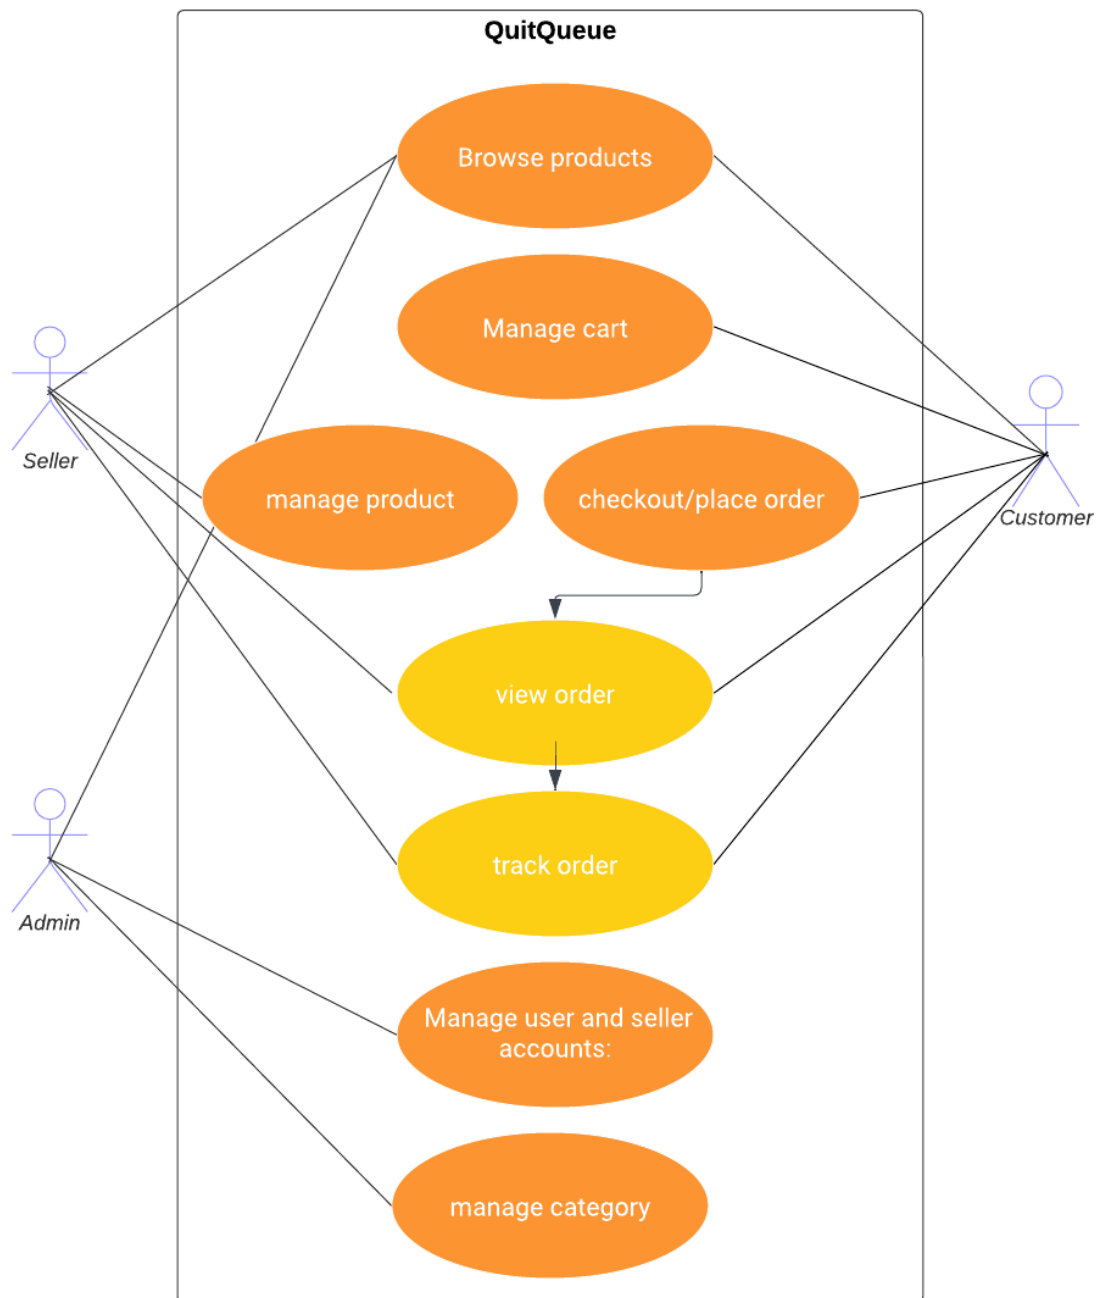 QuitQueue
Browse products
Manage cart
Seller
manage product
checkout/place order
Customer
view order
track order
Admin
Manage user and seller
accounts:
manage category